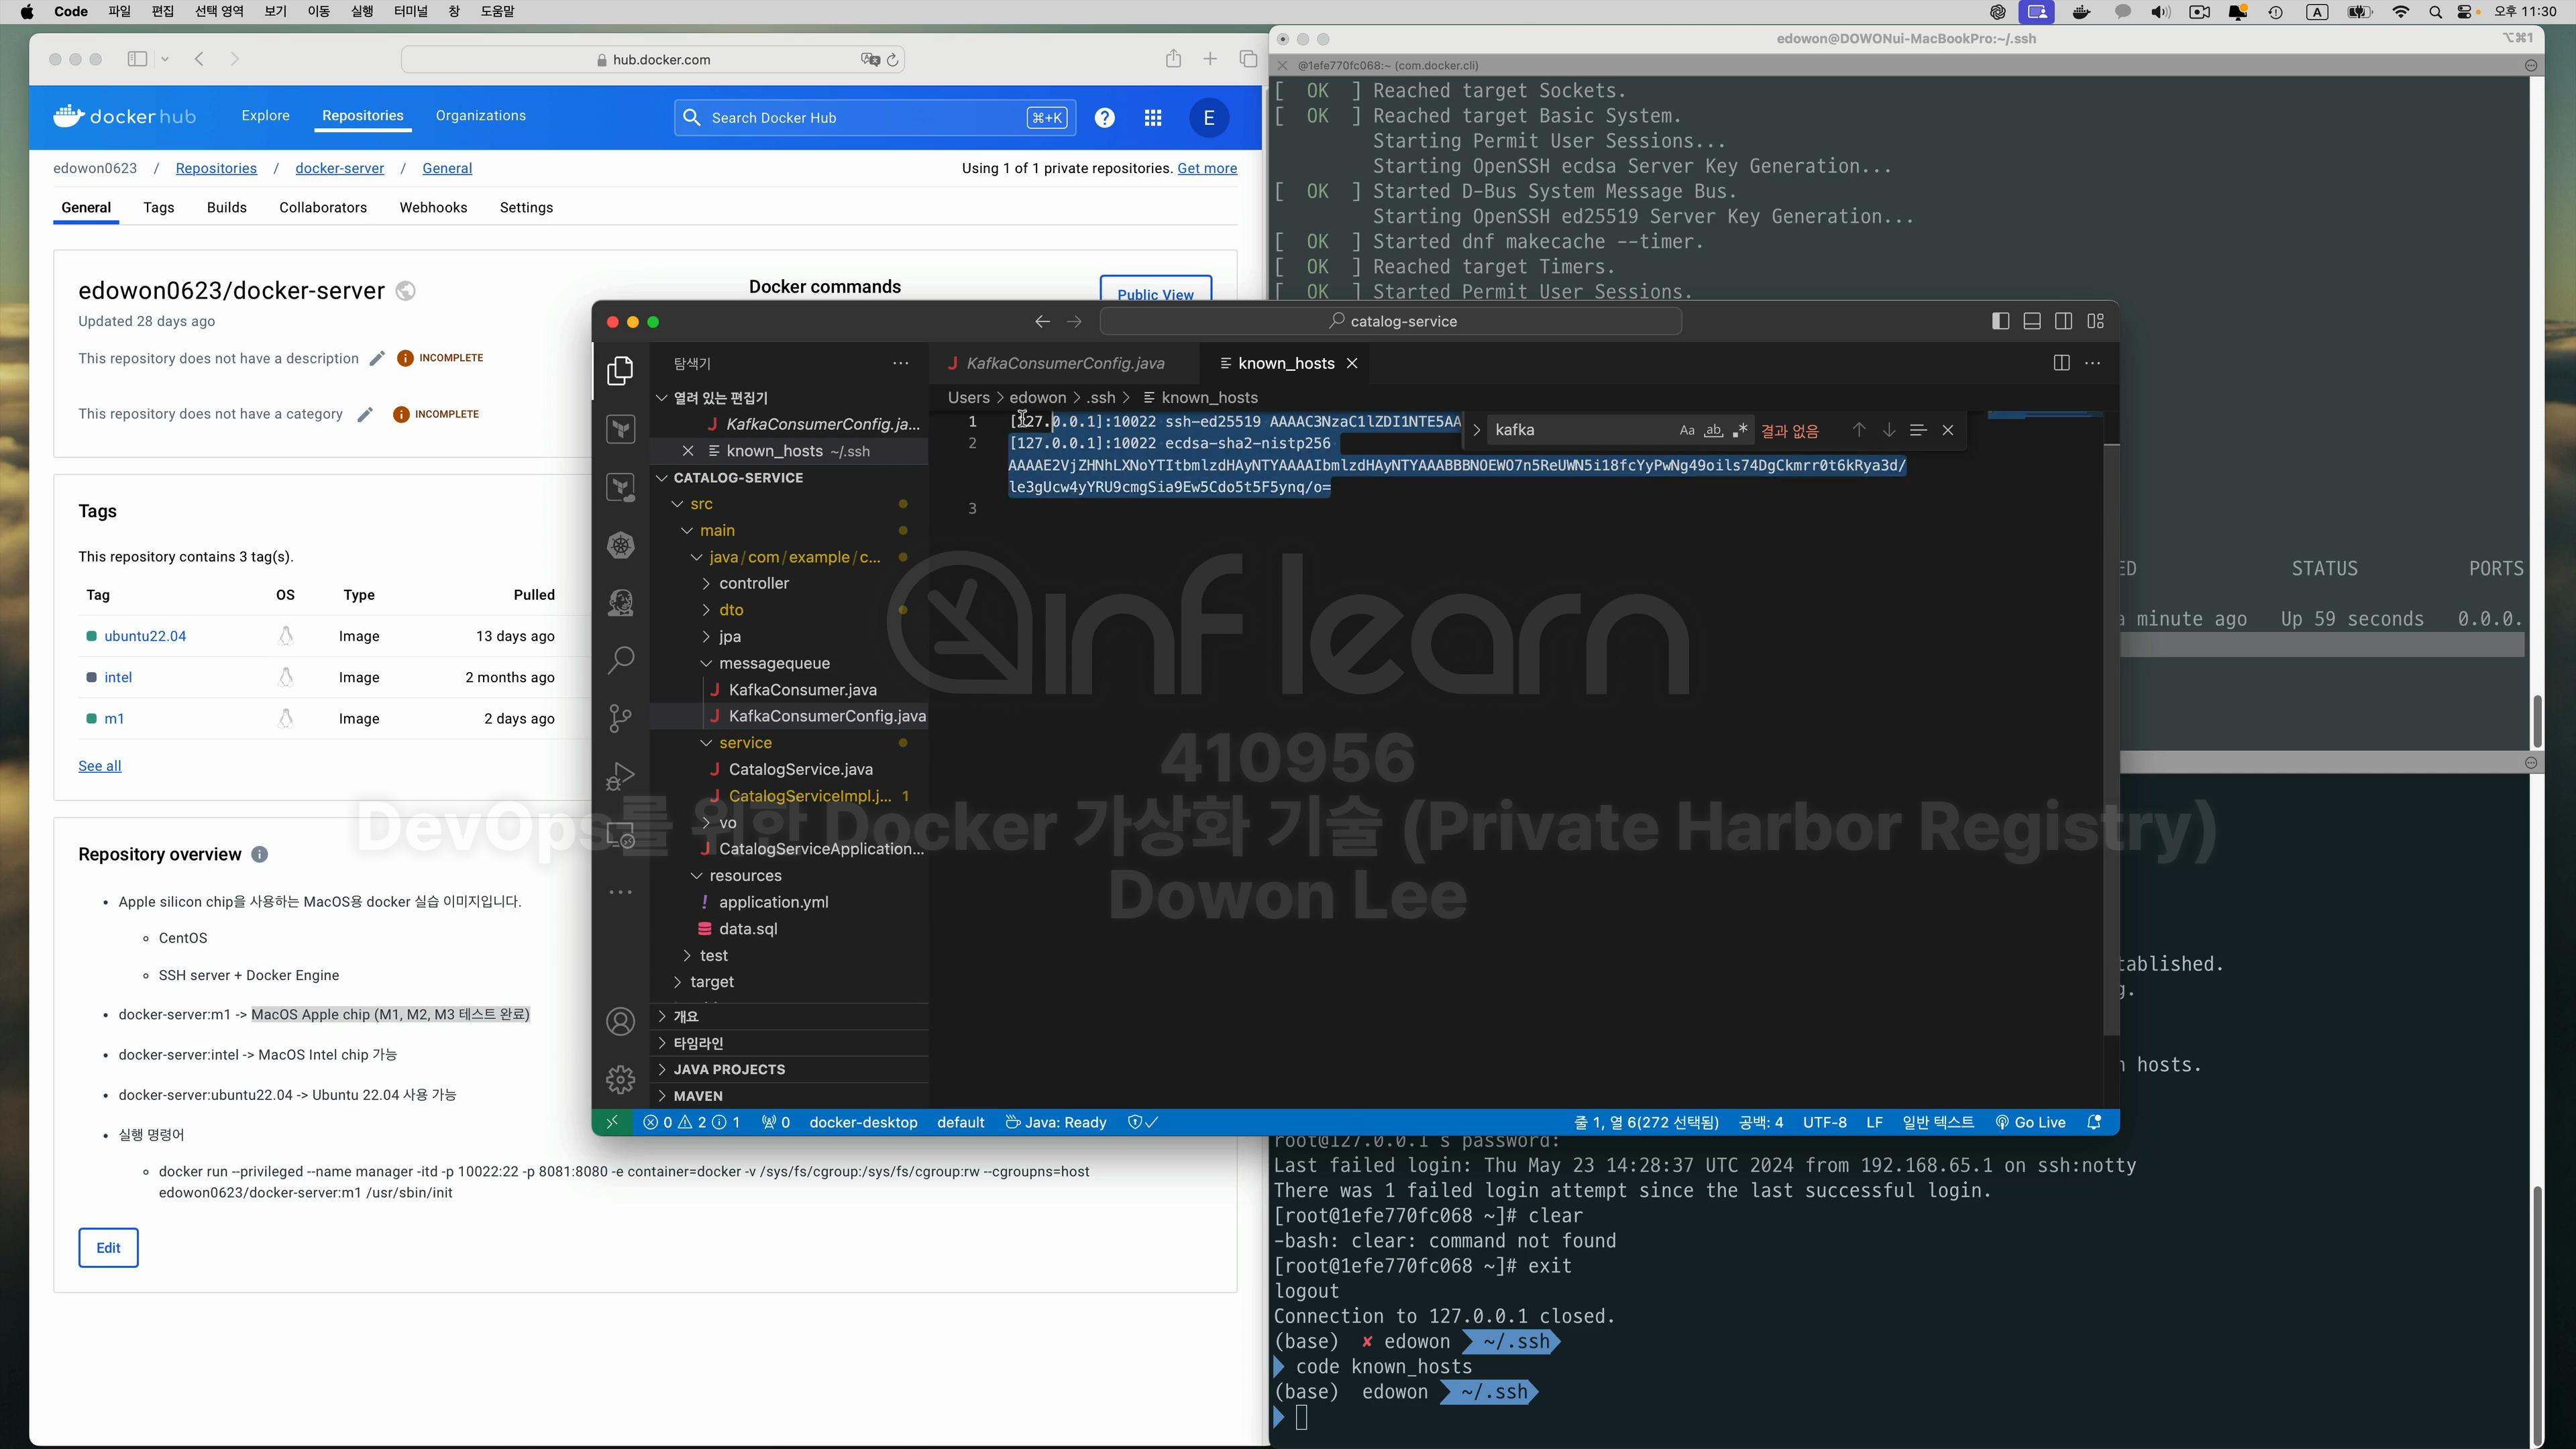 Code 파일 편집 선택 영역 보기 이동 실행 터미널 창 도움말
A 오후 11:30
hub.docker.com
docker hub Explore Repositories Organizations Search Docker Hub ⌘+K ? E
edowon0623 / Repositories / docker-server / General
Using 1 of 1 private repositories. Get more
General Tags Builds Collaborators Webhooks Settings
edowon0623/docker-server
Updated 28 days ago
This repository does not have a description INCOMPLETE
This repository does not have a category INCOMPLETE
Docker commands
Public View
Tags
This repository contains 3 tag(s).
Tag OS Type Pulled
ubuntu22.04 Image 13 days ago
intel Image 2 months ago
m1 Image 2 days ago
See all
Repository overview
• Apple silicon chip을 사용하는 MacOS용 docker 실습 이미지입니다.
CentOS
SSH server + Docker Engine
• docker-server:m1 -> MacOS Apple chip (M1, M2, M3 테스트 완료)
• docker-server:intel -> MacOS Intel chip 가능
• docker-server:ubuntu22.04 -> Ubuntu 22.04 사용 가능
• 실행 명령어
docker run --privileged --name manager -itd -p 10022:22 -p 8081:8080 -e container=docker -v /sys/fs/cgroup:/sys/fs/cgroup:rw --cgroupns=host
edowon0623/docker-server:m1 /usr/sbin/init
Edit
edowon@DOWONui-MacBookPro:~/.ssh
⌥⌘1
@1efe770fc068:~ (com.docker.cli)
[ OK ] Reached target Sockets.
[ OK ] Reached target Basic System.
Starting Permit User Sessions...
Starting OpenSSH ecdsa Server Key Generation...
[ OK ] Started D-Bus System Message Bus.
Starting OpenSSH ed25519 Server Key Generation...
[ OK ] Started dnf makecache --timer.
[ OK ] Reached target Timers.
[ OK ] Started Permit User Sessions.
ED STATUS PORTS
a minute ago Up 59 seconds 0.0.0.
catalog-service
탐색기
열려 있는 편집기
KafkaConsumerConfig.ja...
known_hosts ~/.ssh
CATALOG-SERVICE
src
main
java/com/example/c...
controller
dto
jpa
messagequeue
KafkaConsumer.java
KafkaConsumerConfig.java
service
CatalogService.java
CatalogServiceImpl.j... 1
vo
CatalogServiceApplication...
resources
application.yml
data.sql
test
target
개요
타임라인
JAVA PROJECTS
MAVEN
KafkaConsumerConfig.java known_hosts
Users > edowon > .ssh > known_hosts
1 [127.0.0.1]:10022 ssh-ed25519 AAAAC3NzaC1lZDI1NTE5AA
kafka Aa ab 결과 없음
2 [127.0.0.1]:10022 ecdsa-sha2-nistp256
AAAAE2VjZHNhLXNoYTItbmlzdHAyNTYAAAAIbmlzdHAyNTYAAABBBNOEWO7n5ReUWN5i18fcYyPwNg49oils74DgCkmrr0t6kRya3d/
le3gUcw4yYRU9cmgSia9Ew5Cdo5t5F5ynq/o=
3
0 2 1 0 docker-desktop default Java: Ready
줄 1, 열 6(272 선택됨) 공백: 4 UTF-8 LF 일반 텍스트 Go Live
inflearn
410956
DevOps를 위한 Docker 가상화 기술 (Private Harbor Registry)
Dowon Lee
tablished.
hosts.
root@127.0.0.1's password:
Last failed login: Thu May 23 14:28:37 UTC 2024 from 192.168.65.1 on ssh:notty
There was 1 failed login attempt since the last successful login.
[root@1efe770fc068 ~]# clear
-bash: clear: command not found
[root@1efe770fc068 ~]# exit
logout
Connection to 127.0.0.1 closed.
(base) ✘ edowon ~/.ssh
code known_hosts
(base) edowon ~/.ssh